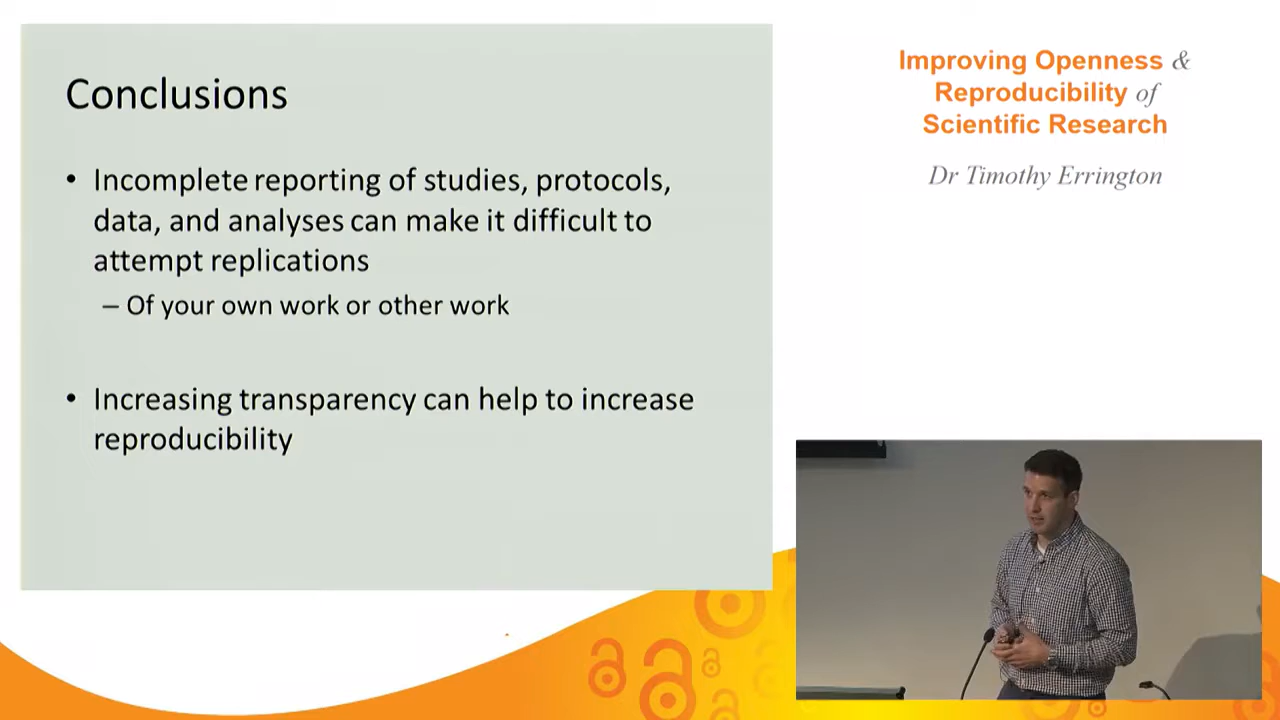 Conclusions
• Incomplete reporting of studies, protocols,
data, and analyses can make it difficult to
attempt replications
– Of your own work or other work
• Increasing transparency can help to increase
reproducibility
Improving Openness &
Reproducibility of
Scientific Research
Dr Timothy Errington